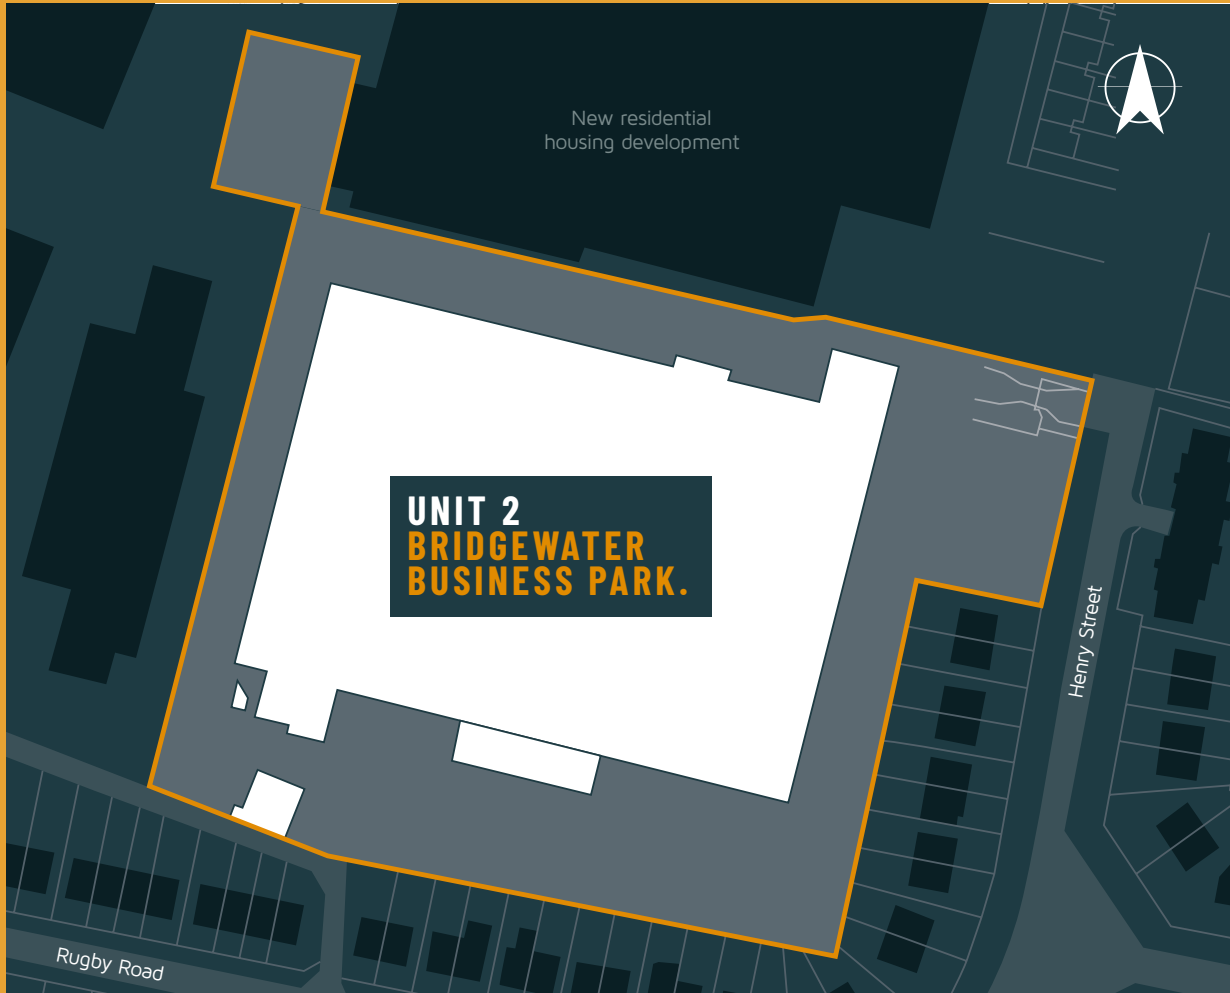 New residential
housing development
UNIT 2
BRIDGEWATER
BUSINESS PARK.
Henry Street
Rugby Road